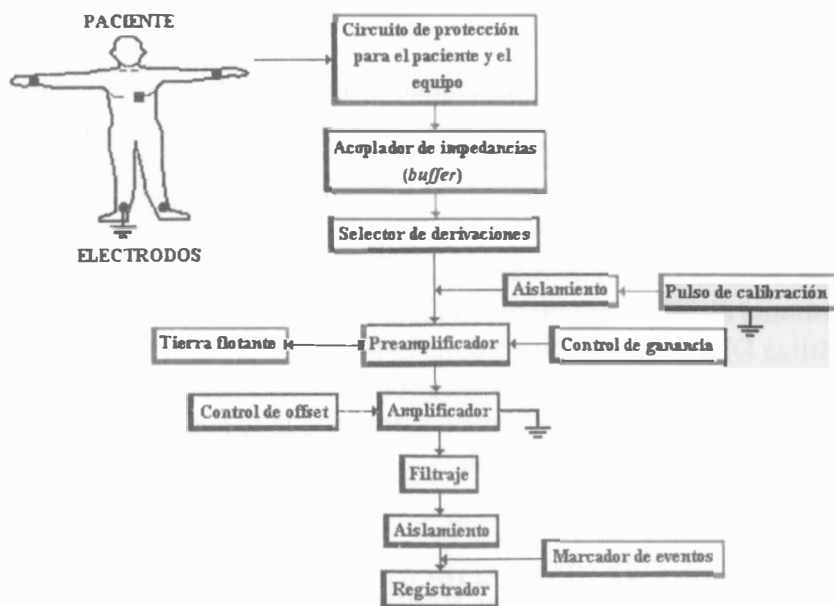 PACIENTE
Circuito de protección
para el paciente y el
equipo
Acoplador de impedancias
(buffer)
ELECTRODOS
Selector de derivaciones
Aislamiento
Pulso de calibración
Tierra flotante
Preamplificador
Control de ganancia
Control de offset
Amplificador
Filtraje
Aislamiento
Marcador de eventos
Registrador